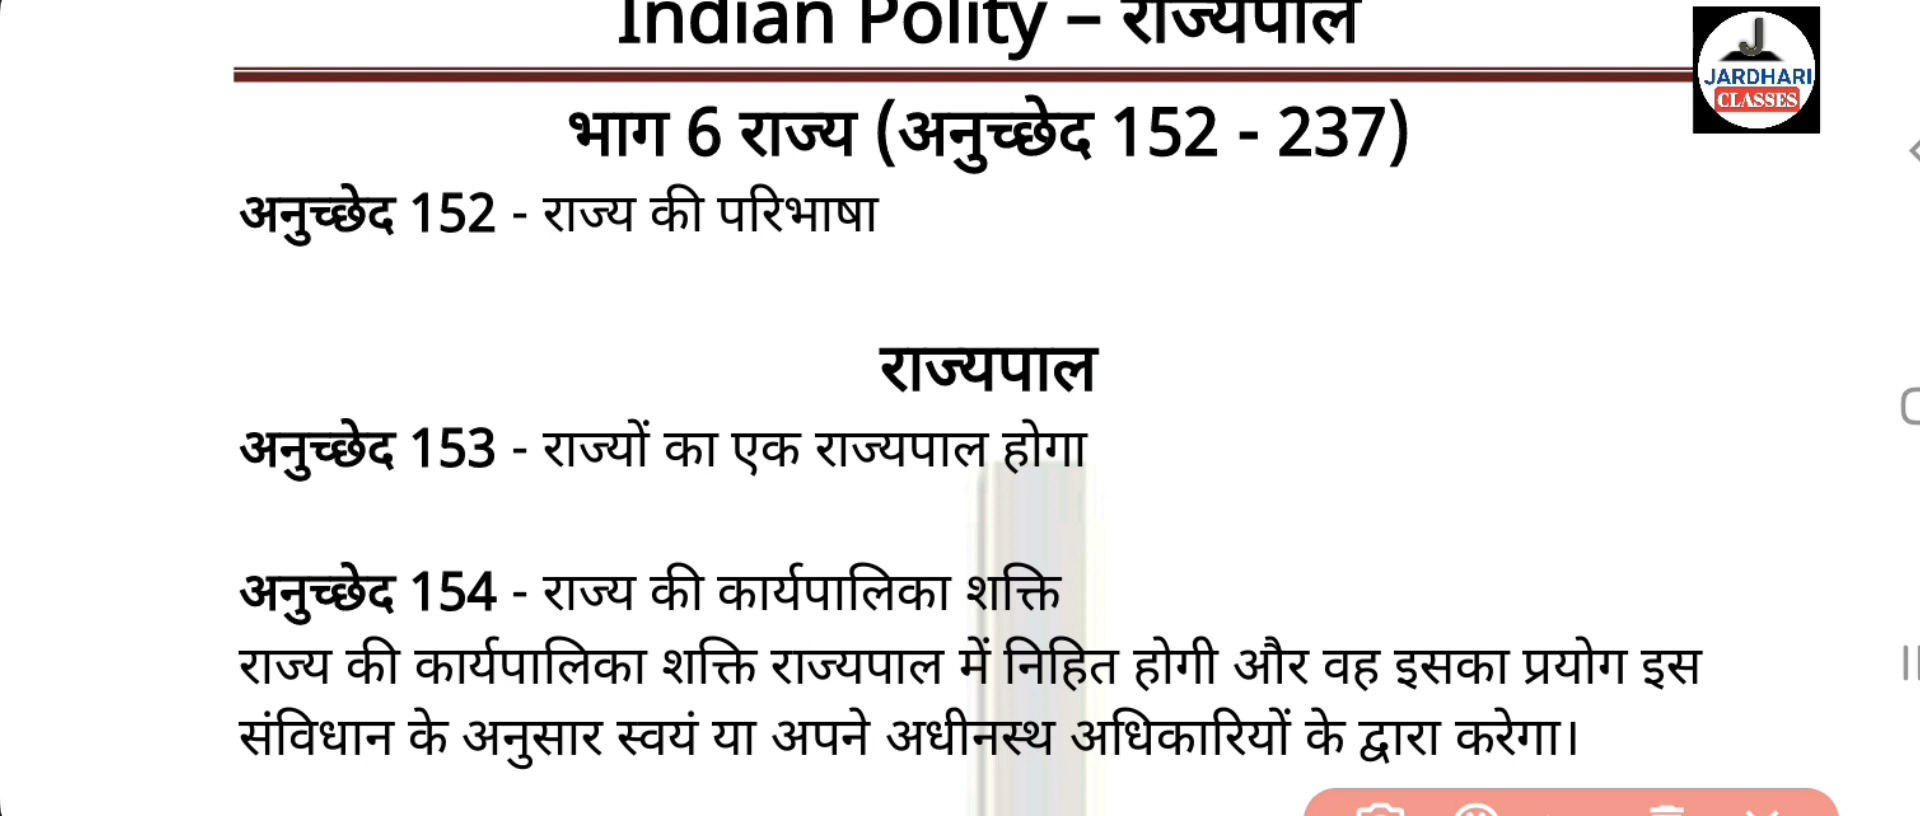 Indian Polity – राज्यपाल
J
JARDHARI
CLASSES
भाग 6 राज्य (अनुच्छेद 152 - 237)
अनुच्छेद 152 - राज्य की परिभाषा
राज्यपाल
अनुच्छेद 153 - राज्यों का एक राज्यपाल होगा
अनुच्छेद 154 - राज्य की कार्यपालिका शक्ति
राज्य की कार्यपालिका शक्ति राज्यपाल में निहित होगी और वह इसका प्रयोग इस
संविधान के अनुसार स्वयं या अपने अधीनस्थ अधिकारियों के द्वारा करेगा।